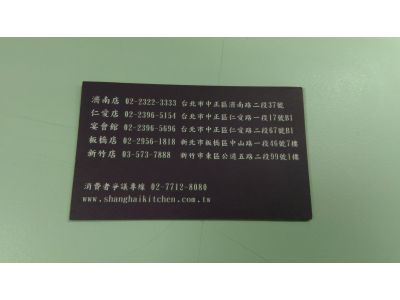 濟南店 02-2322-3333 台北市中正區濟南路二段37號
仁愛店 02-2396-5154 台北市中正區仁愛路一段17號B1
宴會館 02-2396-5696 台北市中正區仁愛路二段67號B1
板橋店 02-2956-1818 新北市板橋區中山路一段46號7樓
新竹店 03-573-7888 新竹市東區公道五路二段99號1樓
消費者爭議專線 02-7712-8080
www.shanghaikitchen.com.tw